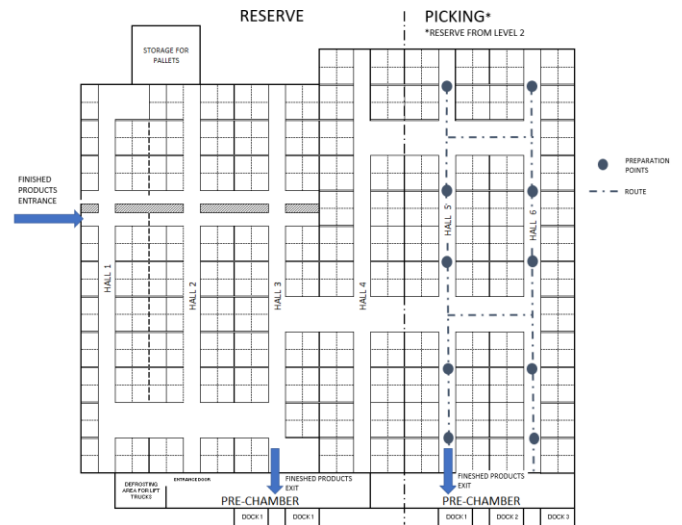 RESERVE
PICKING*
*RESERVE FROM LEVEL 2
STORAGE FOR
PALLETS
FINISHED
PRODUCTS
ENTRANCE
PREPARATION
POINTS
ROUTE
HALL 1
HALL 2
HALL 3
HALL 4
HALL 5
HALL 6
DEFROSTING
AREA FOR LIFT
TRUCKS
ENTRANCE DOOR
FINESHED PRODUCTS
EXIT
PRE-CHAMBER
FINESHED PRODUCTS
EXIT
PRE-CHAMBER
DOCK 1
DOCK 1
DOCK 1
DOCK 2
DOCK 3